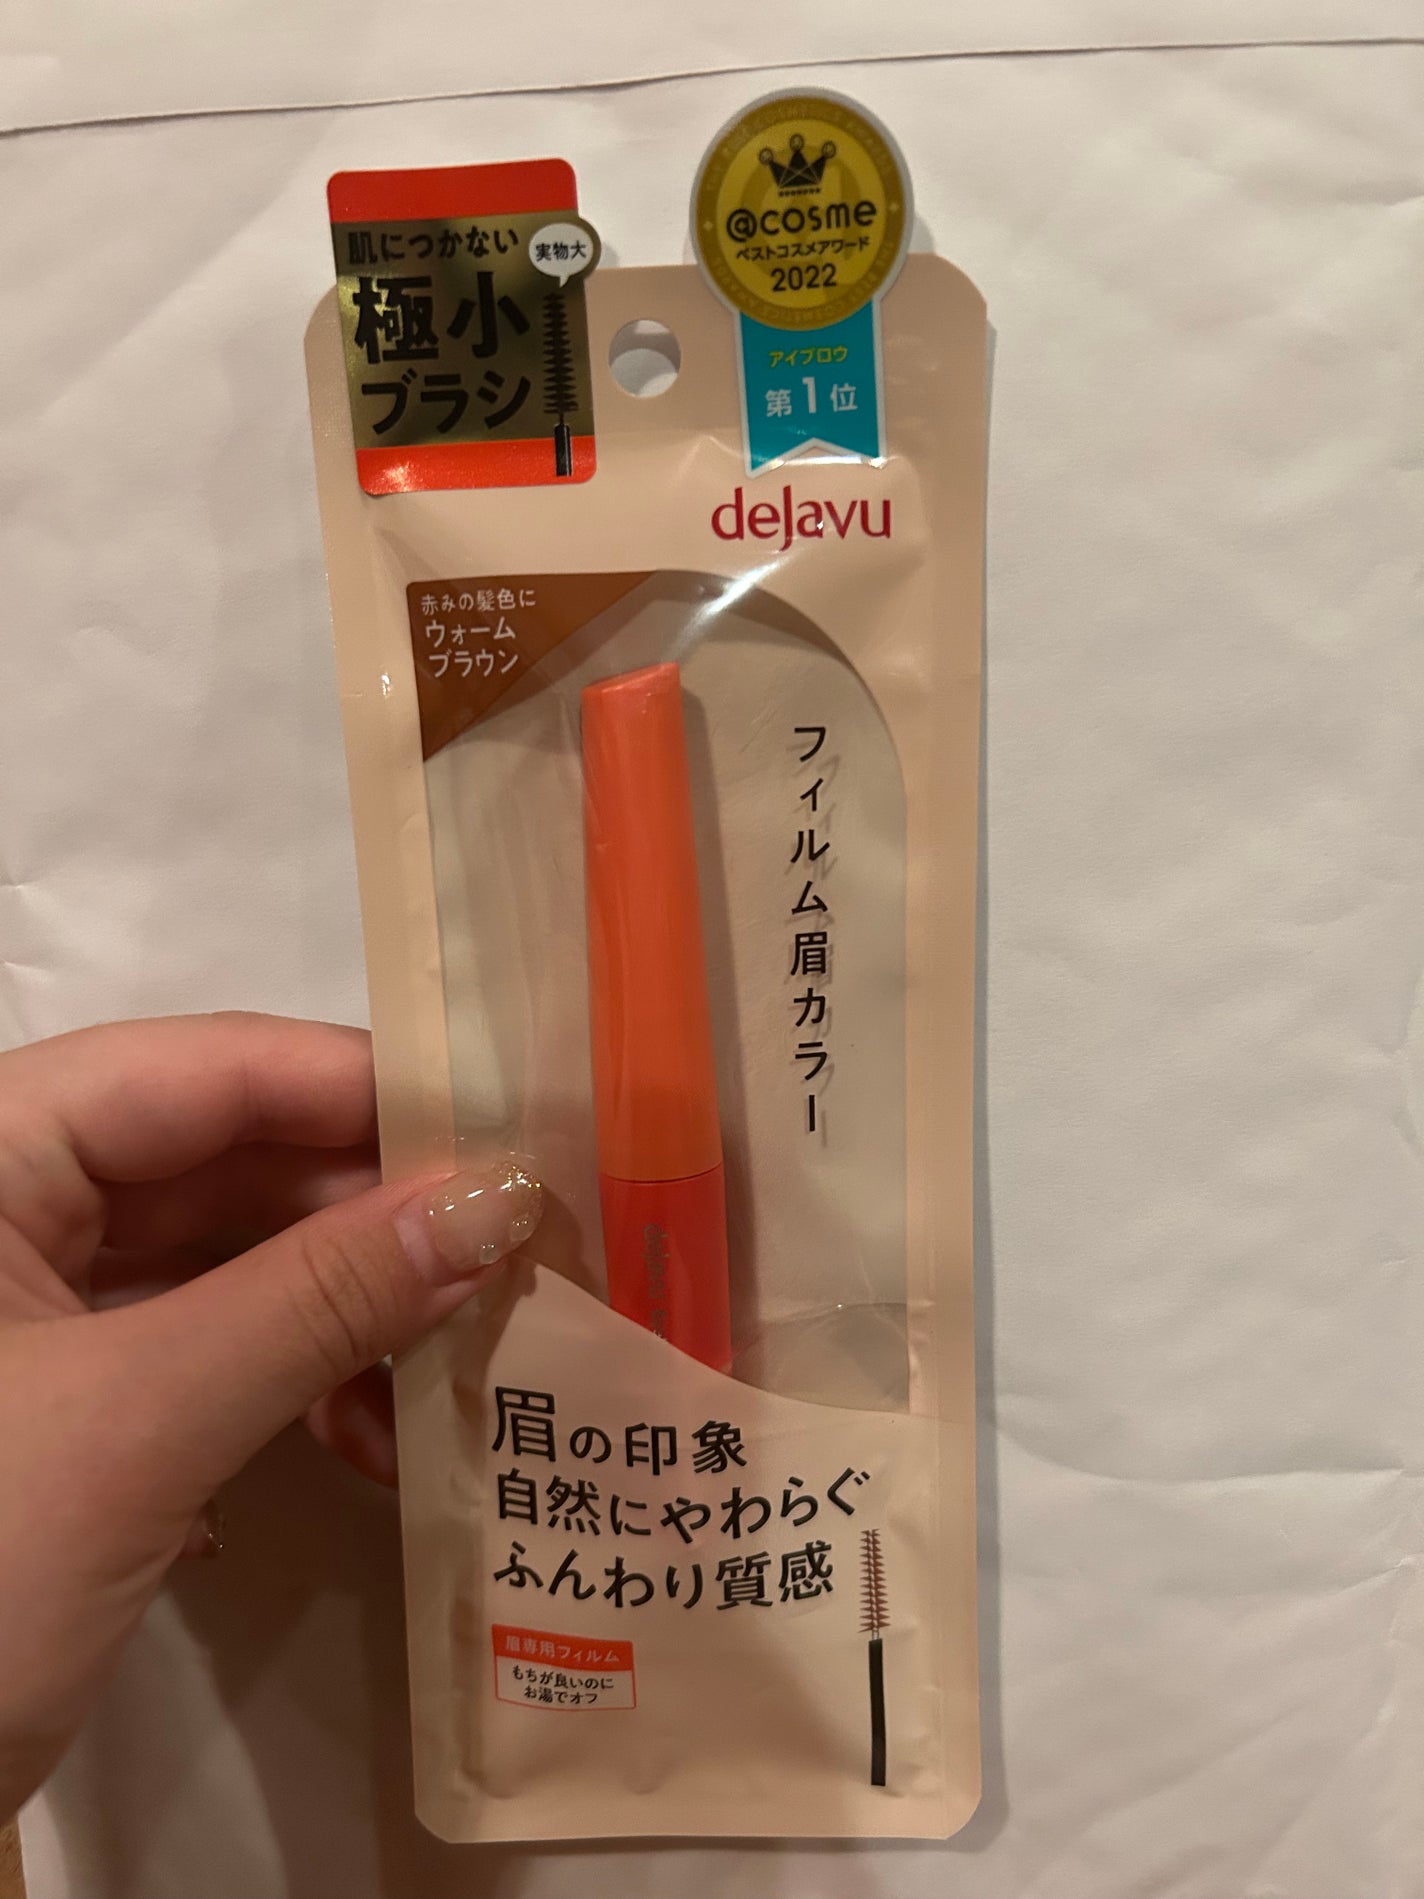 肌につかない
極小
ブラシ
実物大
@cosme
ベストコスメアワード
2022
アイブロウ
第1位
dejavu
赤みの髪色に
ウォーム
ブラウン
フィルム眉カラー
dejavu
眉の印象
自然にやわらぐ
ふんわり質感
眉専用フィルム
もちが良いのに
お湯でオフ